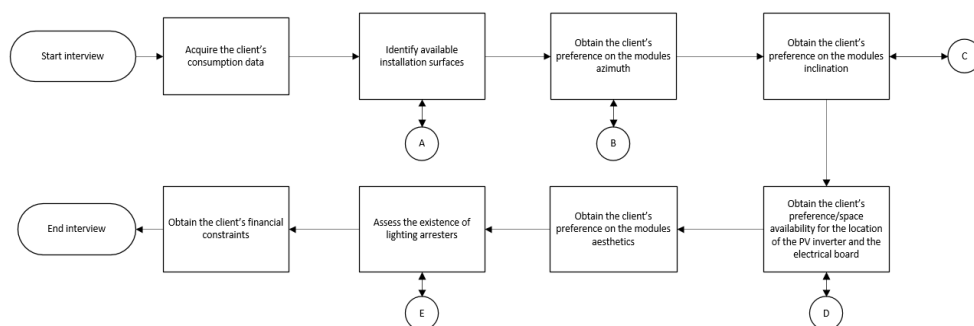 Start interview
Acquire the client's
consumption data
Identify available
installation surfaces
Obtain the client's
preference on the modules
azimuth
Obtain the client's
preference on the modules
inclination
C
A
B
Obtain the client's
preference/space
availability for the location
of the PV inverter and the
electrical board
Obtain the client's
preference on the modules
aesthetics
Assess the existence of
lighting arresters
Obtain the client's financial
constraints
End interview
E
D